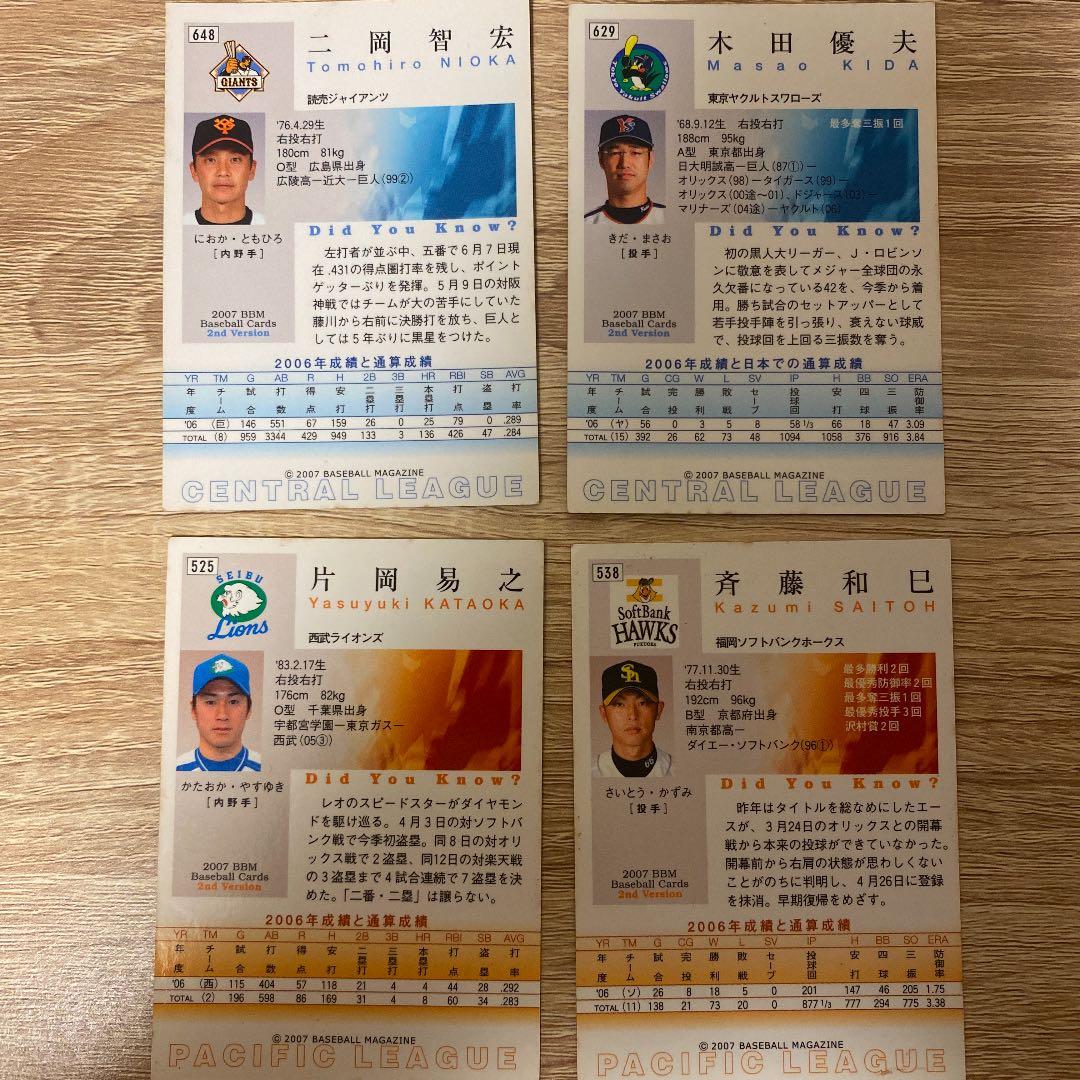 648
二岡智宏
Tomohiro NIOKA
GIANTS
読売ジャイアンツ
'76.4.29生
右投右打
180cm 81kg
O型 広島県出身
広陵高ー近大ー巨人(99②)
におか・ともひろ
[内野手]
Did You Know?
左打者が並ぶ中、五番で6月7日現
在.431の得点圏打率を残し、ポイント
ゲッターぶりを発揮。5月9日の対阪
神戦ではチームが大の苦手にしていた
藤川から右前に決勝打を放ち、巨人と
しては5年ぶりに黒星をつけた。
2007 BBM
Baseball Cards
2nd Version
2006年成績と通算成績
YR TM G AB R H 2B 3B HR RBI SB AVG
年度 チーム 試合 打数 得点 安打 二塁打 三塁打 本塁打 打点 盗塁 打率
'06 (巨) 146 551 67 159 26 0 25 79 0 .289
TOTAL (8) 959 3344 429 949 133 3 136 426 47 .284
© 2007 BASEBALL MAGAZINE
CENTRAL LEAGUE
629
木田優夫
Masao KIDA
Tokyo Yakult Swallows
東京ヤクルトスワローズ
'68.9.12生 右投右打 最多奪三振1回
188cm 95kg
A型 東京都出身
日大明誠高ー巨人(87①)ー
オリックス(98)ータイガース(99)ー
オリックス(00途〜01)、ドジャース(03)ー
マリナーズ(04途)ーヤクルト(06)
きだ・まさお
[投手]
Did You Know?
初の黒人大リーガー、J・ロビンソ
ンに敬意を表してメジャー全球団の永
久欠番になっている42を、今季から着
用。勝ち試合のセットアッパーとして
若手投手陣を引っ張り、衰えない球威
で、投球回を上回る三振数を奪う。
2007 BBM
Baseball Cards
2nd Version
2006年成績と日本での通算成績
YR TM G CG W L SV IP H BB SO ERA
年度 チーム 試合 完投 勝利 敗戦 セーブ 投球回 安打 四球 三振 防御率
'06 (ヤ) 56 0 3 5 8 58 1/3 66 18 47 3.09
TOTAL (15) 392 26 62 73 48 1094 1058 376 916 3.84
© 2007 BASEBALL MAGAZINE
CENTRAL LEAGUE
525
片岡易之
Yasuyuki KATAOKA
SEIBU
Lions
西武ライオンズ
'83.2.17生
右投右打
176cm 82kg
O型 千葉県出身
宇都宮学園ー東京ガスー
西武(05③)
かたおか・やすゆき
[内野手]
Did You Know?
レオのスピードスターがダイヤモン
ドを駆け巡る。4月3日の対ソフトバ
ンク戦で今季初盗塁。同8日の対オリ
ックス戦で2盗塁、同12日の対楽天戦
の3盗塁まで4試合連続で7盗塁を決
めた。「二番・二塁」は譲らない。
2007 BBM
Baseball Cards
2nd Version
2006年成績と通算成績
YR TM G AB R H 2B 3B HR RBI SB AVG
年度 チーム 試合 打数 得点 安打 二塁打 三塁打 本塁打 打点 盗塁 打率
'06 (西) 115 404 57 118 21 4 4 44 28 .292
TOTAL (2) 196 598 86 169 31 4 8 60 34 .283
© 2007 BASEBALL MAGAZINE
PACIFIC LEAGUE
538
斉藤和巳
Kazumi SAITOH
SoftBank
HAWKS
FUKUOKA
福岡ソフトバンクホークス
'77.11.30生 最多勝利2回
右投右打 最優秀防御率2回
192cm 96kg 最多奪三振1回
B型 京都府出身 最優秀投手3回
南京都高ー 沢村賞2回
ダイエー・ソフトバンク(96①)
66
さいとう・かずみ
[投手]
Did You Know?
昨年はタイトルを総なめにしたエー
スが、3月24日のオリックスとの開幕
戦から本来の投球ができていなかった。
開幕前から右肩の状態が思わしくない
ことがのちに判明し、4月26日に登録
を抹消。早期復帰をめざす。
2007 BBM
Baseball Cards
2nd Version
2006年成績と通算成績
YR TM G CG W L SV IP H BB SO ERA
年度 チーム 試合 完投 勝利 敗戦 セーブ 投球回 安打 四球 三振 防御率
'06 (ソ) 26 8 18 5 0 201 147 46 205 1.75
TOTAL (11) 138 21 73 20 0 877 1/3 777 294 775 3.38
© 2007 BASEBALL MAGAZINE
PACIFIC LEAGUE